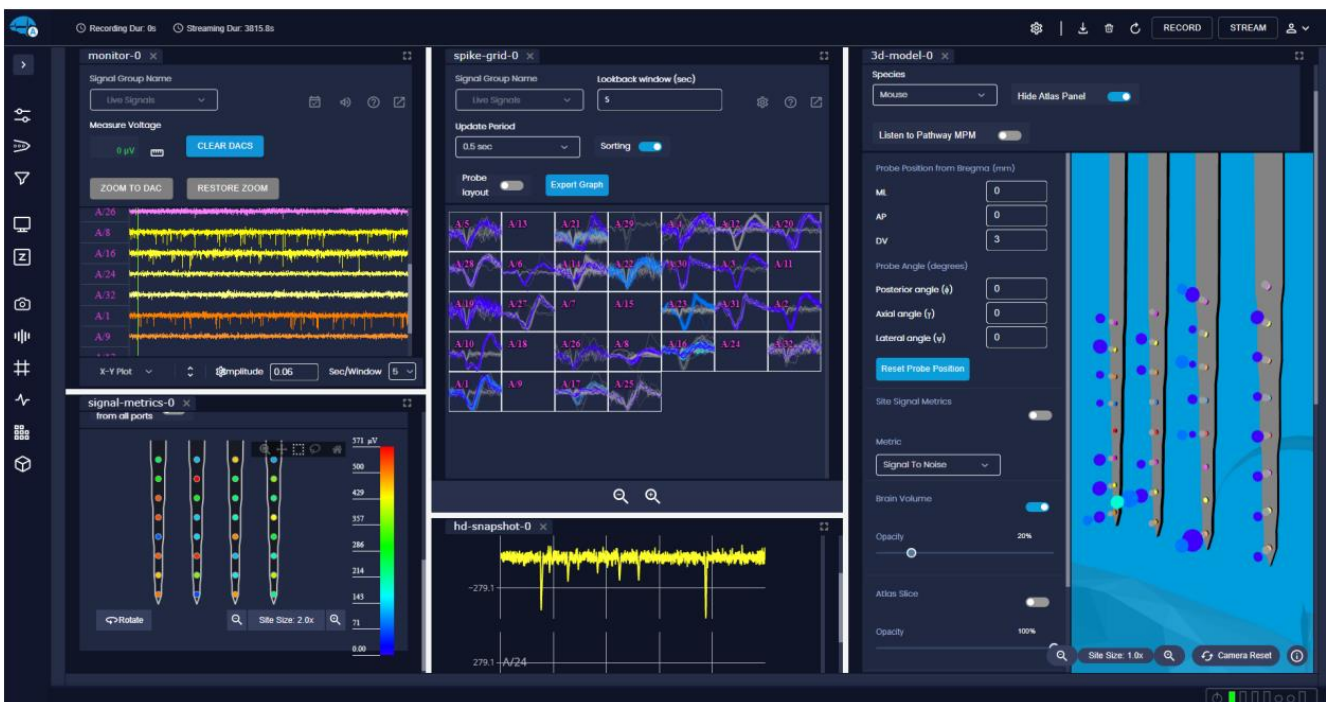 Recording Dur: 0s Streaming Dur: 3815.8s RECORD STREAM
monitor-0 ×
Signal Group Name
Live Signals
Measure Voltage
0 μV CLEAR DACS
ZOOM TO DAC RESTORE ZOOM
A/26
A/8
A/16
A/24
A/32
A/1
A/9
X-Y Plot Amplitude 0.06 Sec/Window 5
signal-metrics-0 ×
from all ports
571 μV
500
429
357
286
214
143
71
0.00
Rotate Site Size: 2.0x
spike-grid-0 ×
Signal Group Name Lookback window (sec)
Live Signals 5
Update Period
0.5 sec Sorting
Probe
layout Export Graph
A/5 A/13 A/21 A/29 A/4 A/12 A/20
A/28 A/6 A/14 A/22 A/30 A/3 A/11
A/19 A/27 A/7 A/15 A/23 A/31 A/2
A/10 A/18 A/26 A/8 A/16 A/24 A/32
A/1 A/9 A/17 A/25
hd-snapshot-0 ×
-279.1
279.1 A/24
3d-model-0 ×
Species
Mouse Hide Atlas Panel
Listen to Pathway MPM
Probe Position from Bregma (mm)
ML 0
AP 0
DV 3
Probe Angle (degrees)
Posterior angle (ϕ) 0
Axial angle (γ) 0
Lateral angle (ψ) 0
Reset Probe Position
Site Signal Metrics
Metric
Signal To Noise
Brain Volume
Opacity 20%
Atlas Slice
Opacity 100%
Site Size: 1.0x Camera Reset